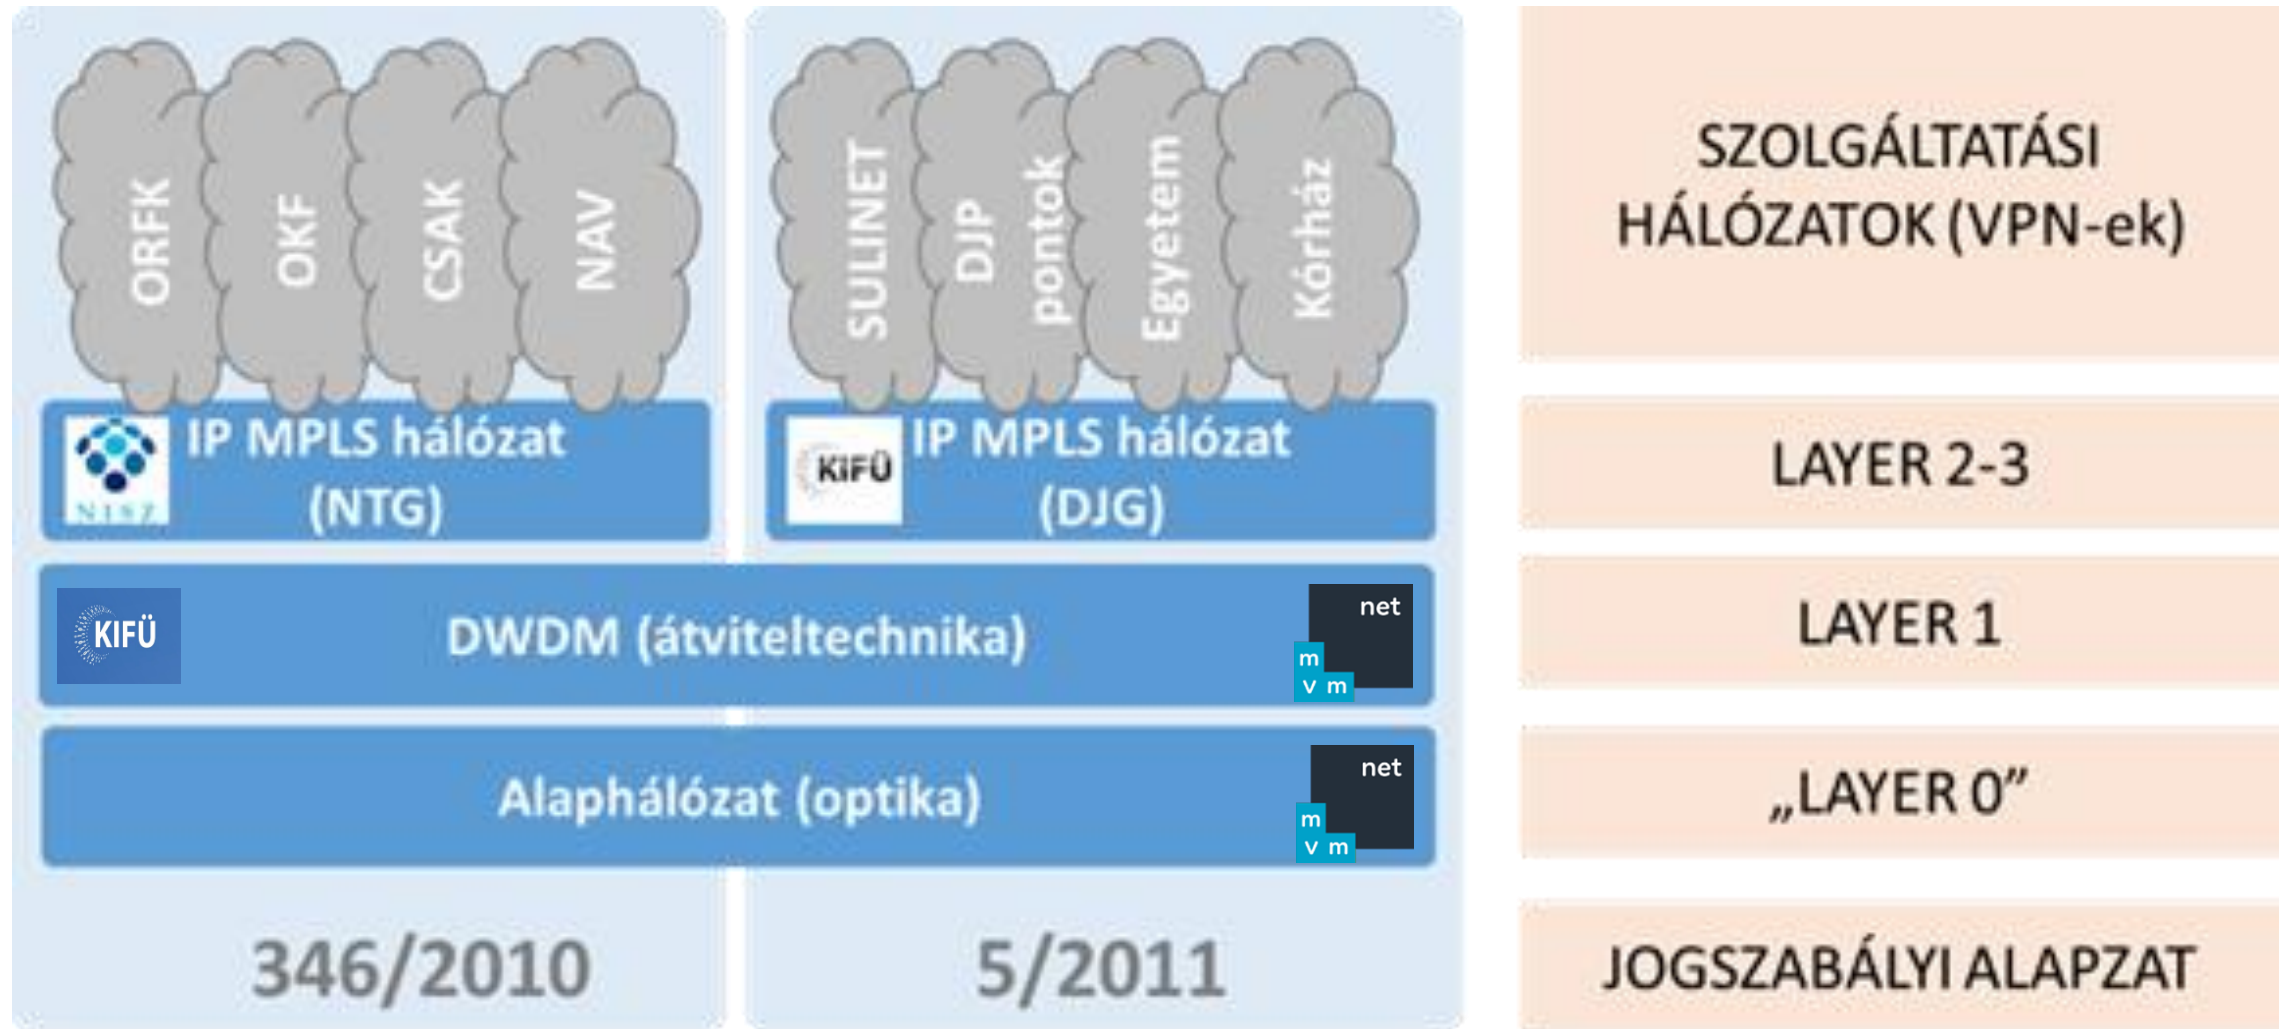 ORFK
OKF
CSAK
NAV
SULINET
DJP
pontok
Egyetem
Kórház
SZOLGÁLTATÁSI
HÁLÓZATOK (VPN-ek)
NISZ
IP MPLS hálózat
(NTG)
KIFÜ
IP MPLS hálózat
(DJG)
LAYER 2-3
KIFÜ
DWDM (átviteltechnika)
net
m
v m
LAYER 1
Alaphálózat (optika)
net
m
v m
„LAYER 0”
346/2010
5/2011
JOGSZABÁLYI ALAPZAT